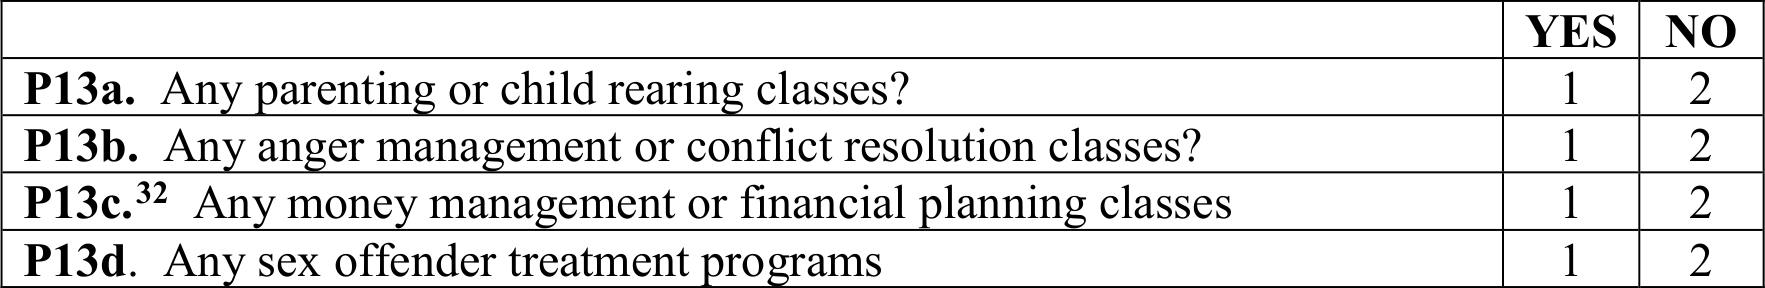 YES NO
P13a. Any parenting or child rearing classes? 1 2
P13b. Any anger management or conflict resolution classes? 1 2
P13c.32 Any money management or financial planning classes 1 2
P13d. Any sex offender treatment programs 1 2